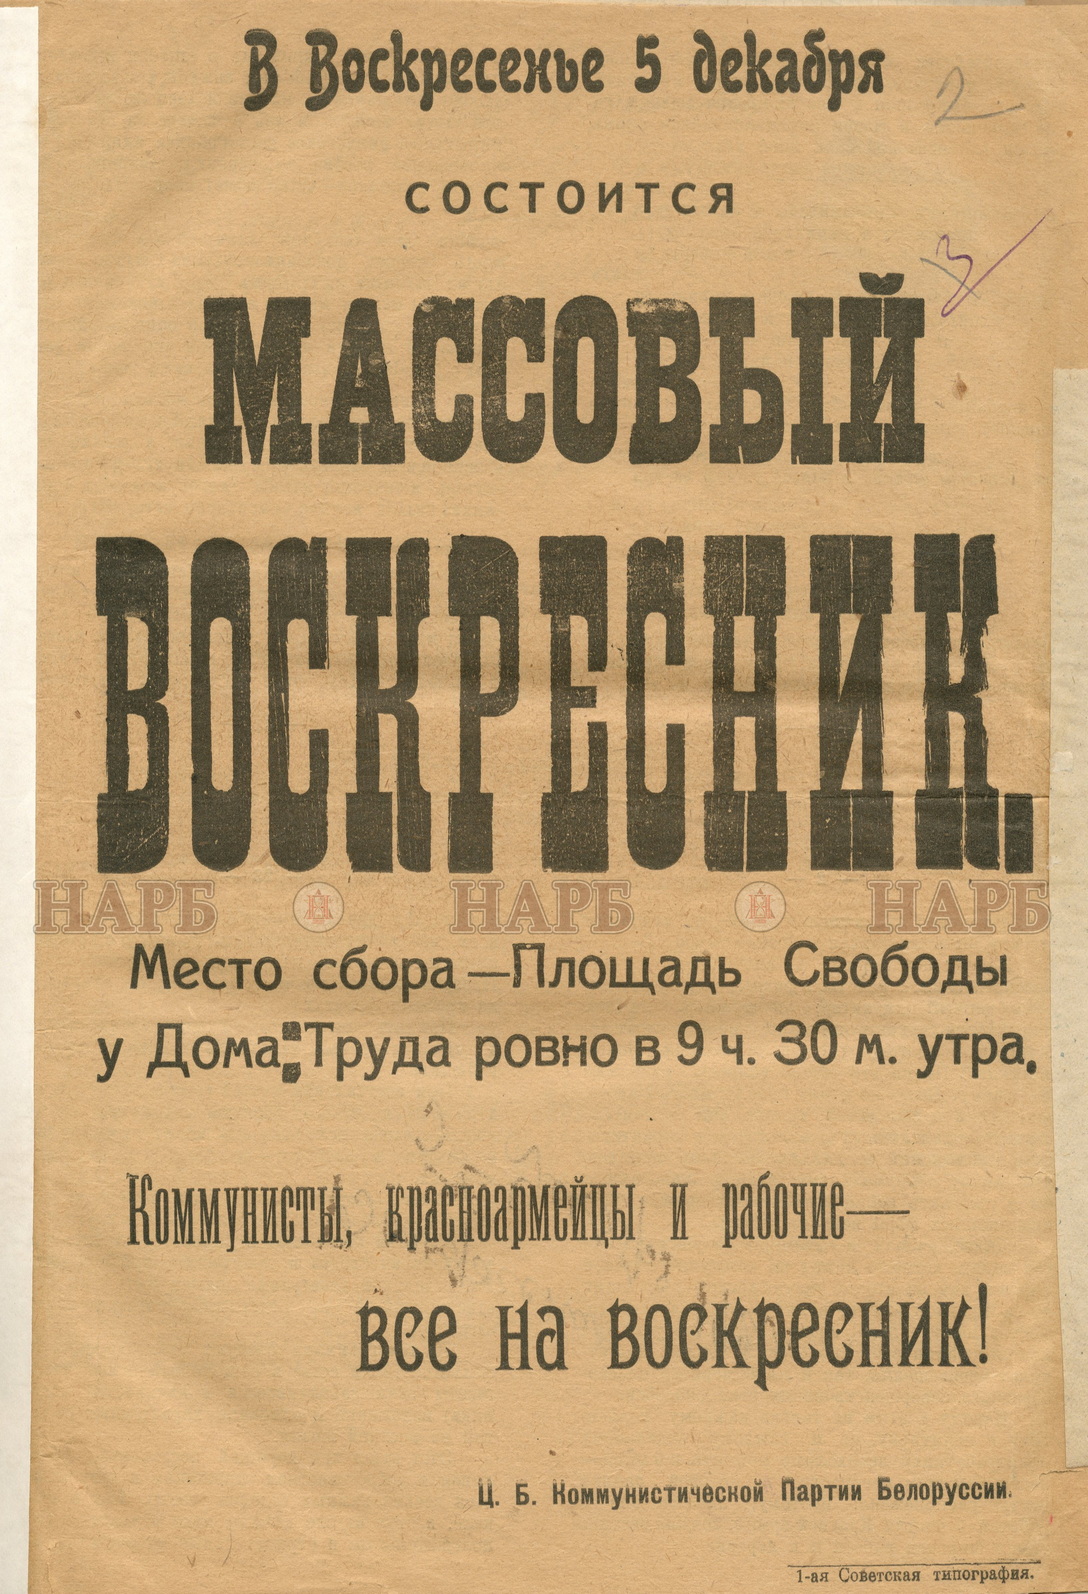 В Воскресенье 5 декабря
2
состоится
3
МАССОВЫЙ
ВОСКРЕСНИК.
НАРБ НАРБ НАРБ
Место сбора—Площадь Свободы
у Дома Труда ровно в 9 ч. 30 м. утра.
Коммунисты, красноармейцы и рабочие—
все на воскресник!
Ц. Б. Коммунистической Партии Белоруссии.
1-ая Советская типография.